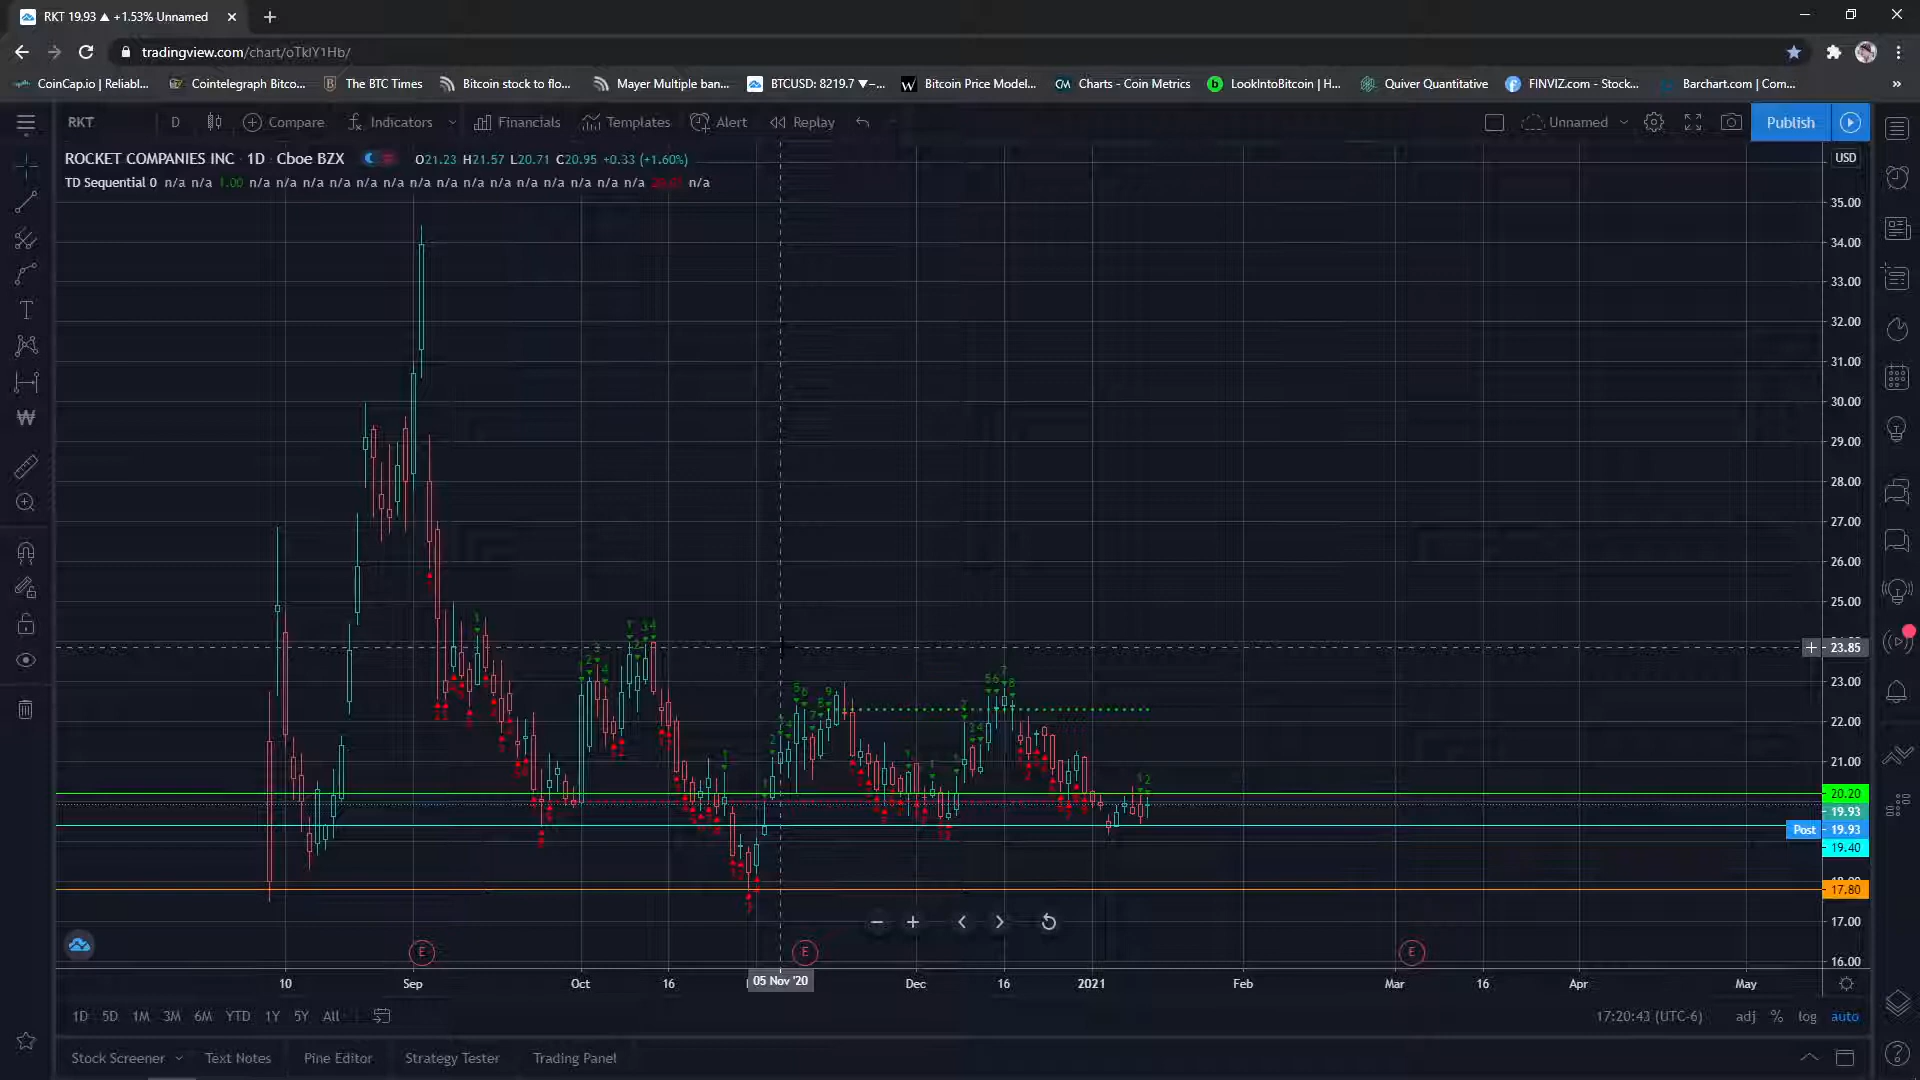 RKT 19.93 ▲ +1.53% Unnamed
tradingview.com/chart/oTkIY1Hb/
CoinCap.io | Reliabl... Cointelegraph Bitco... The BTC Times Bitcoin stock to flo... Mayer Multiple ban... BTCUSD: 8219.7 ▼−... Bitcoin Price Model... Charts - Coin Metrics LookIntoBitcoin | H... Quiver Quantitative FINVIZ.com - Stock... Barchart.com | Com... »
RKT D Compare Indicators Financials Templates Alert Replay Unnamed Publish
ROCKET COMPANIES INC · 1D · Cboe BZX O21.23 H21.57 L20.71 C20.95 +0.33 (+1.60%) USD
TD Sequential 0 n/a n/a 1.00 n/a n/a n/a n/a n/a n/a n/a n/a n/a n/a n/a n/a n/a n/a n/a n/a
35.00
34.00
33.00
32.00
31.00
30.00
29.00
28.00
27.00
26.00
25.00
23.85
23.00
22.00
21.00
20.20
19.93
Post 19.93
19.40
17.80
17.00
16.00
E E E
10 Sep Oct 16 05 Nov '20 Dec 16 2021 Feb Mar 16 Apr May
1D 5D 1M 3M 6M YTD 1Y 5Y All 17:20:43 (UTC-6) adj % log auto
Stock Screener Text Notes Pine Editor Strategy Tester Trading Panel